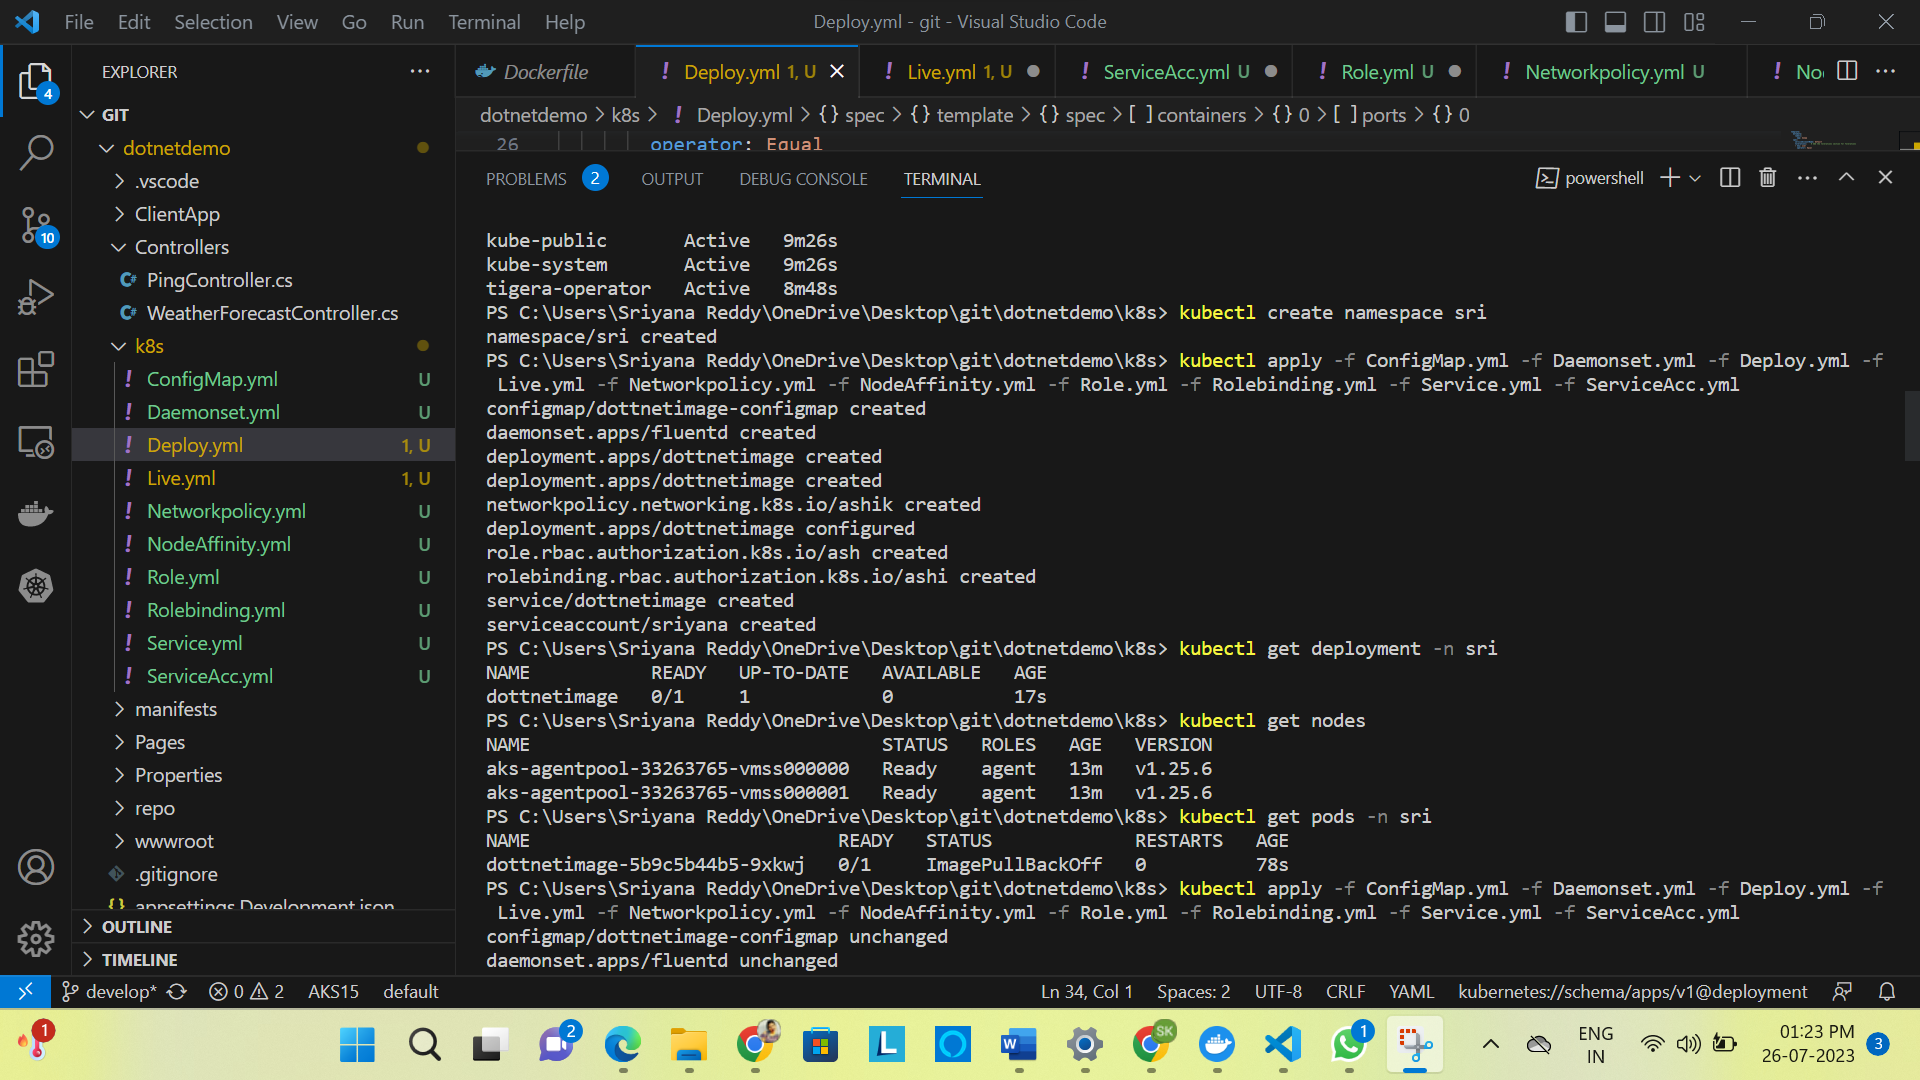 File Edit Selection View Go Run Terminal Help
Deploy.yml - git - Visual Studio Code
EXPLORER
GIT
dotnetdemo
.vscode
ClientApp
Controllers
PingController.cs
WeatherForecastController.cs
k8s
ConfigMap.yml U
Daemonset.yml U
Deploy.yml 1, U
Live.yml 1, U
Networkpolicy.yml U
NodeAffinity.yml U
Role.yml U
Rolebinding.yml U
Service.yml U
ServiceAcc.yml U
manifests
Pages
Properties
repo
wwwroot
.gitignore
appsettings.Development.json
OUTLINE
TIMELINE
4
10
Dockerfile
Deploy.yml 1, U
Live.yml 1, U
ServiceAcc.yml U
Role.yml U
Networkpolicy.yml U
No
dotnetdemo > k8s > ! Deploy.yml > {} spec > {} template > {} spec > [ ] containers > {} 0 > [ ] ports > {} 0
26 operator: Equal
PROBLEMS 2 OUTPUT DEBUG CONSOLE TERMINAL
powershell
kube-public Active 9m26s
kube-system Active 9m26s
tigera-operator Active 8m48s
PS C:\Users\Sriyana Reddy\OneDrive\Desktop\git\dotnetdemo\k8s> kubectl create namespace sri
namespace/sri created
PS C:\Users\Sriyana Reddy\OneDrive\Desktop\git\dotnetdemo\k8s> kubectl apply -f ConfigMap.yml -f Daemonset.yml -f Deploy.yml -f
Live.yml -f Networkpolicy.yml -f NodeAffinity.yml -f Role.yml -f Rolebinding.yml -f Service.yml -f ServiceAcc.yml
configmap/dottnetimage-configmap created
daemonset.apps/fluentd created
deployment.apps/dottnetimage created
deployment.apps/dottnetimage created
networkpolicy.networking.k8s.io/ashik created
deployment.apps/dottnetimage configured
role.rbac.authorization.k8s.io/ash created
rolebinding.rbac.authorization.k8s.io/ashi created
service/dottnetimage created
serviceaccount/sriyana created
PS C:\Users\Sriyana Reddy\OneDrive\Desktop\git\dotnetdemo\k8s> kubectl get deployment -n sri
NAME READY UP-TO-DATE AVAILABLE AGE
dottnetimage 0/1 1 0 17s
PS C:\Users\Sriyana Reddy\OneDrive\Desktop\git\dotnetdemo\k8s> kubectl get nodes
NAME STATUS ROLES AGE VERSION
aks-agentpool-33263765-vmss000000 Ready agent 13m v1.25.6
aks-agentpool-33263765-vmss000001 Ready agent 13m v1.25.6
PS C:\Users\Sriyana Reddy\OneDrive\Desktop\git\dotnetdemo\k8s> kubectl get pods -n sri
NAME READY STATUS RESTARTS AGE
dottnetimage-5b9c5b44b5-9xkwj 0/1 ImagePullBackOff 0 78s
PS C:\Users\Sriyana Reddy\OneDrive\Desktop\git\dotnetdemo\k8s> kubectl apply -f ConfigMap.yml -f Daemonset.yml -f Deploy.yml -f
Live.yml -f Networkpolicy.yml -f NodeAffinity.yml -f Role.yml -f Rolebinding.yml -f Service.yml -f ServiceAcc.yml
configmap/dottnetimage-configmap unchanged
daemonset.apps/fluentd unchanged
develop* 0 2 AKS15 default
Ln 34, Col 1 Spaces: 2 UTF-8 CRLF YAML kubernetes://schema/apps/v1@deployment
1
2
L
W
SK
1
ENG
IN
01:23 PM
26-07-2023
3